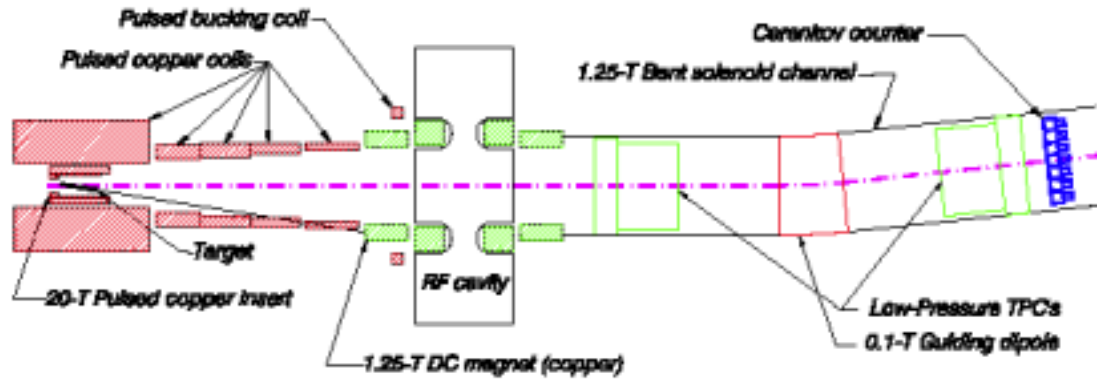 Pulsed bucking coil
Pulsed copper coils
Cerenkov counter
1.25-T Bent solenoid channel
Target
20-T Pulsed copper insert
RF cavity
1.25-T DC magnet (copper)
Low-Pressure TPCs
0.1-T Guiding dipole